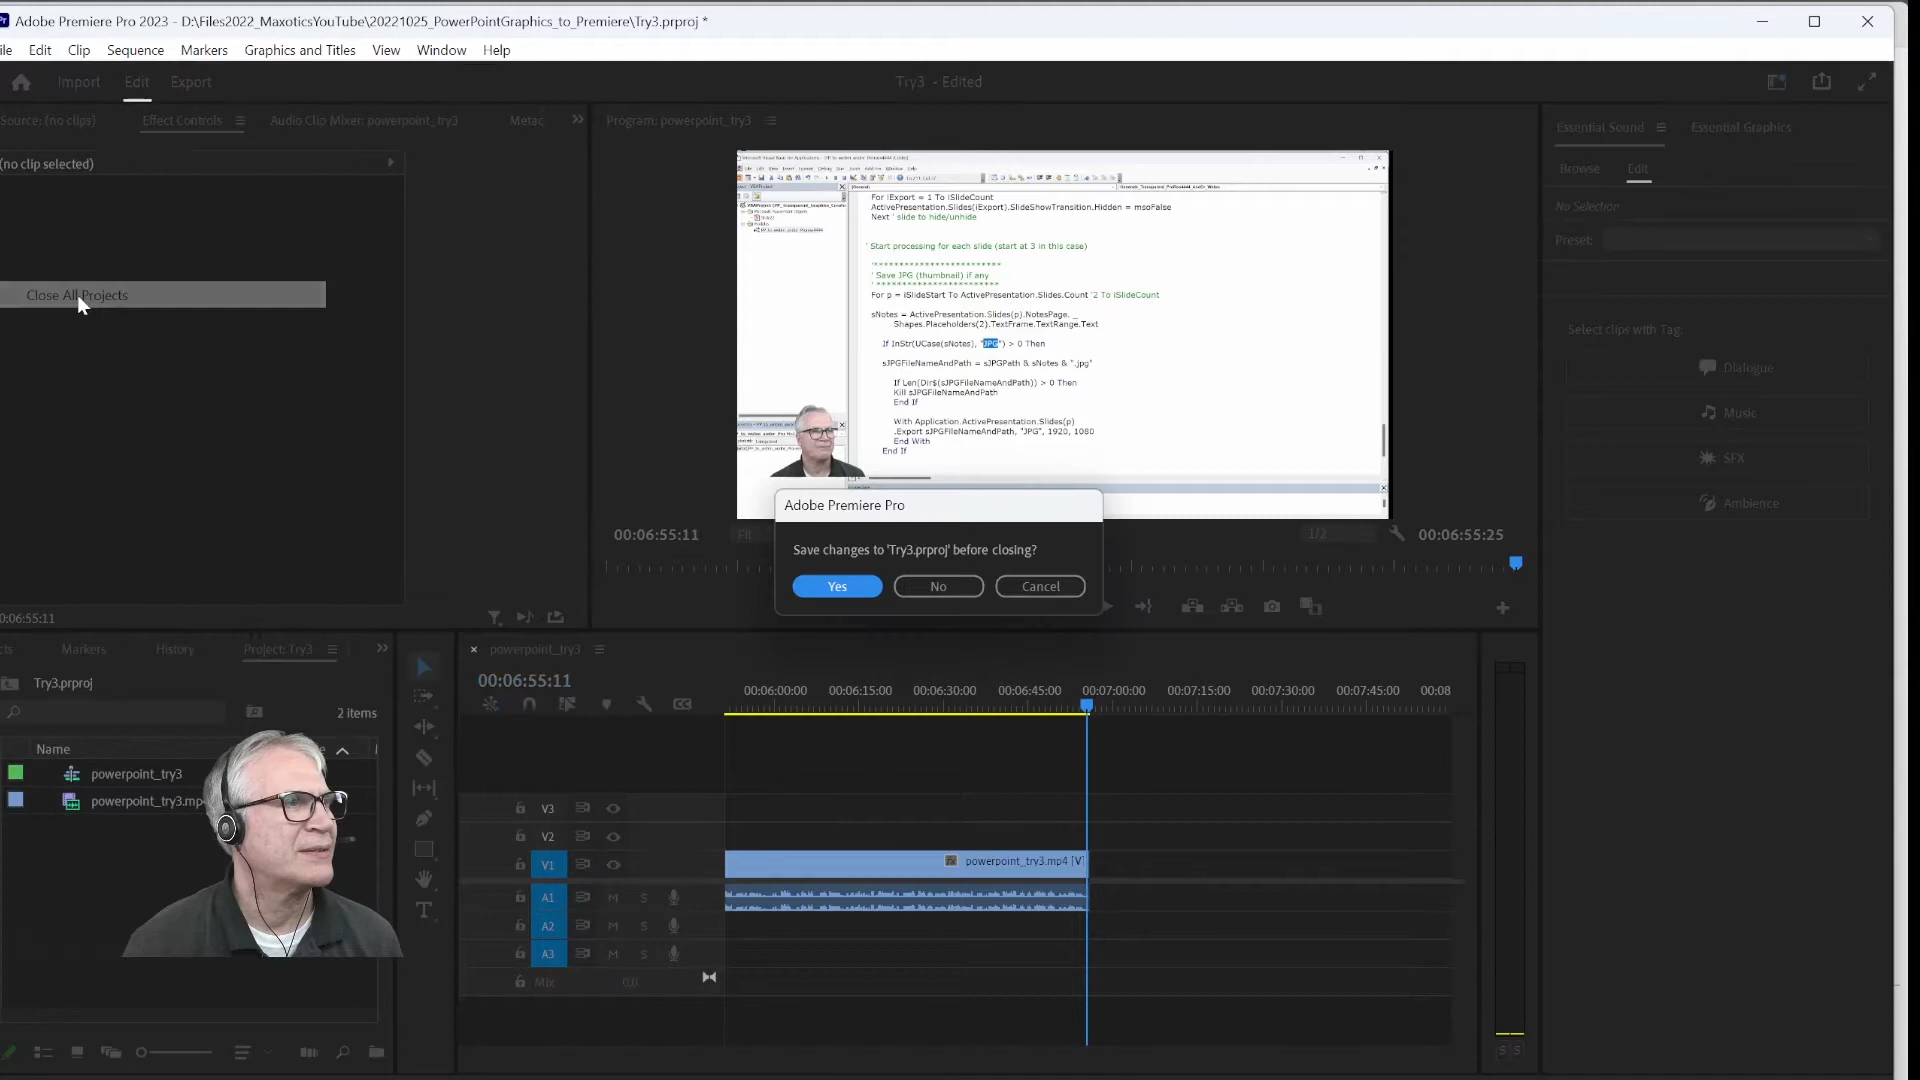 Adobe Premiere Pro 2023 - D:\Files2022_MaxoticsYouTube\20221025_PowerPointGraphics_to_Premiere\Try3.prproj *
ile Edit Clip Sequence Markers Graphics and Titles View Window Help
Import Edit Export
Try3 - Edited
Source: (no clips) Effect Controls Audio Clip Mixer: powerpoint_try3 Metac
Program: powerpoint_try3
Essential Sound Essential Graphics
(no clip selected)
Browse Edit
No Selection
Preset:
Close All Projects
Select clips with Tag:
Dialogue
Music
SFX
Ambience
For iExport = 1 To iSlideCount
ActivePresentation.Slides(iExport).SlideShowTransition.Hidden = msoFalse
Next ' slide to hide/unhide
' Start processing for each slide (start at 3 in this case)
'**************************
' Save JPG (thumbnail) if any
' **************************
For p = iSlideStart To ActivePresentation.Slides.Count '2 To iSlideCount
sNotes = ActivePresentation.Slides(p).NotesPage. _
Shapes.Placeholders(2).TextFrame.TextRange.Text
If InStr(UCase(sNotes), "JPG") > 0 Then
sJPGFileNameAndPath = sJPGPath & sNotes & ".jpg"
If Len(Dir$(sJPGFileNameAndPath)) > 0 Then
Kill sJPGFileNameAndPath
End If
With Application.ActivePresentation.Slides(p)
.Export sJPGFileNameAndPath, "JPG", 1920, 1080
End With
End If
Adobe Premiere Pro
Save changes to 'Try3.prproj' before closing?
Yes No Cancel
00:06:55:11 Fit 1/2 00:06:55:25
0:06:55:11
cts Markers History Project: Try3
Try3.prproj
2 items
Name
powerpoint_try3
powerpoint_try3.mp
powerpoint_try3
00:06:55:11
00:06:00:00 00:06:15:00 00:06:30:00 00:06:45:00 00:07:00:00 00:07:15:00 00:07:30:00 00:07:45:00 00:08
V3
V2
V1 fx powerpoint_try3.mp4 [V]
A1 M S
A2 M S
A3 M S
Mix 0.0
S S